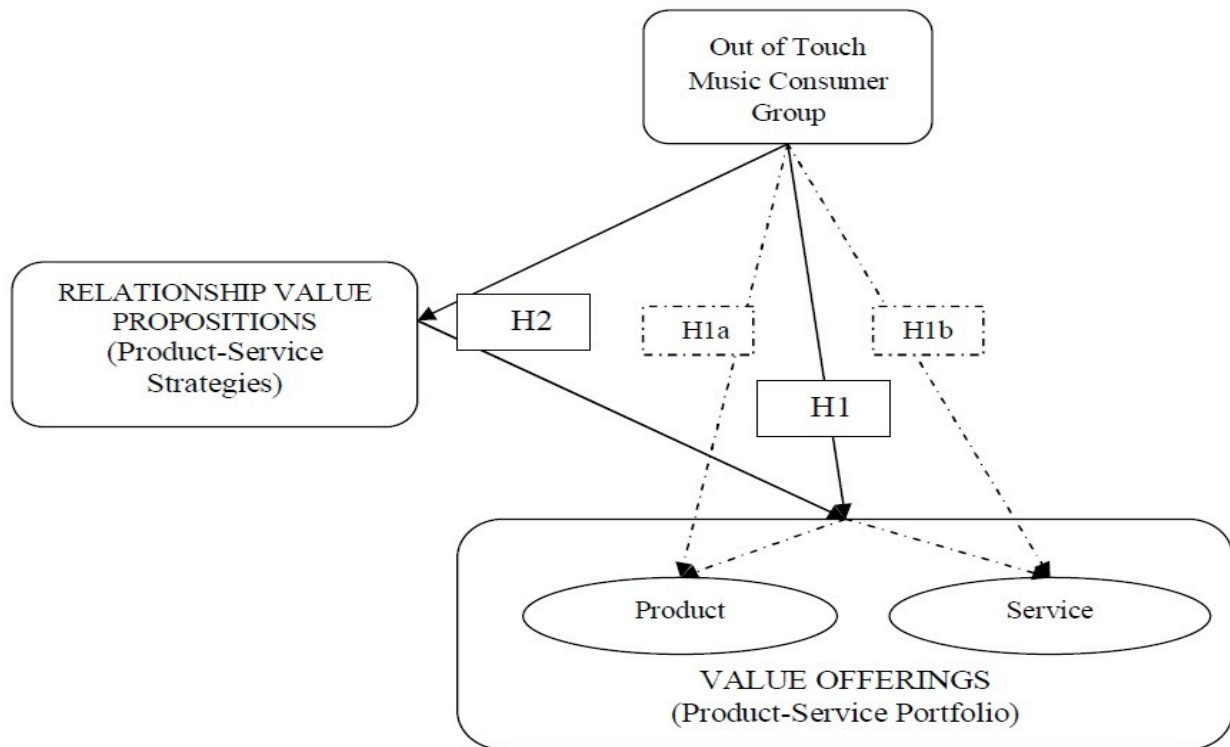 Out of Touch
Music Consumer
Group
RELATIONSHIP VALUE
PROPOSITIONS
(Product-Service
Strategies)
H2
H1a
H1b
H1
Product
Service
VALUE OFFERINGS
(Product-Service Portfolio)